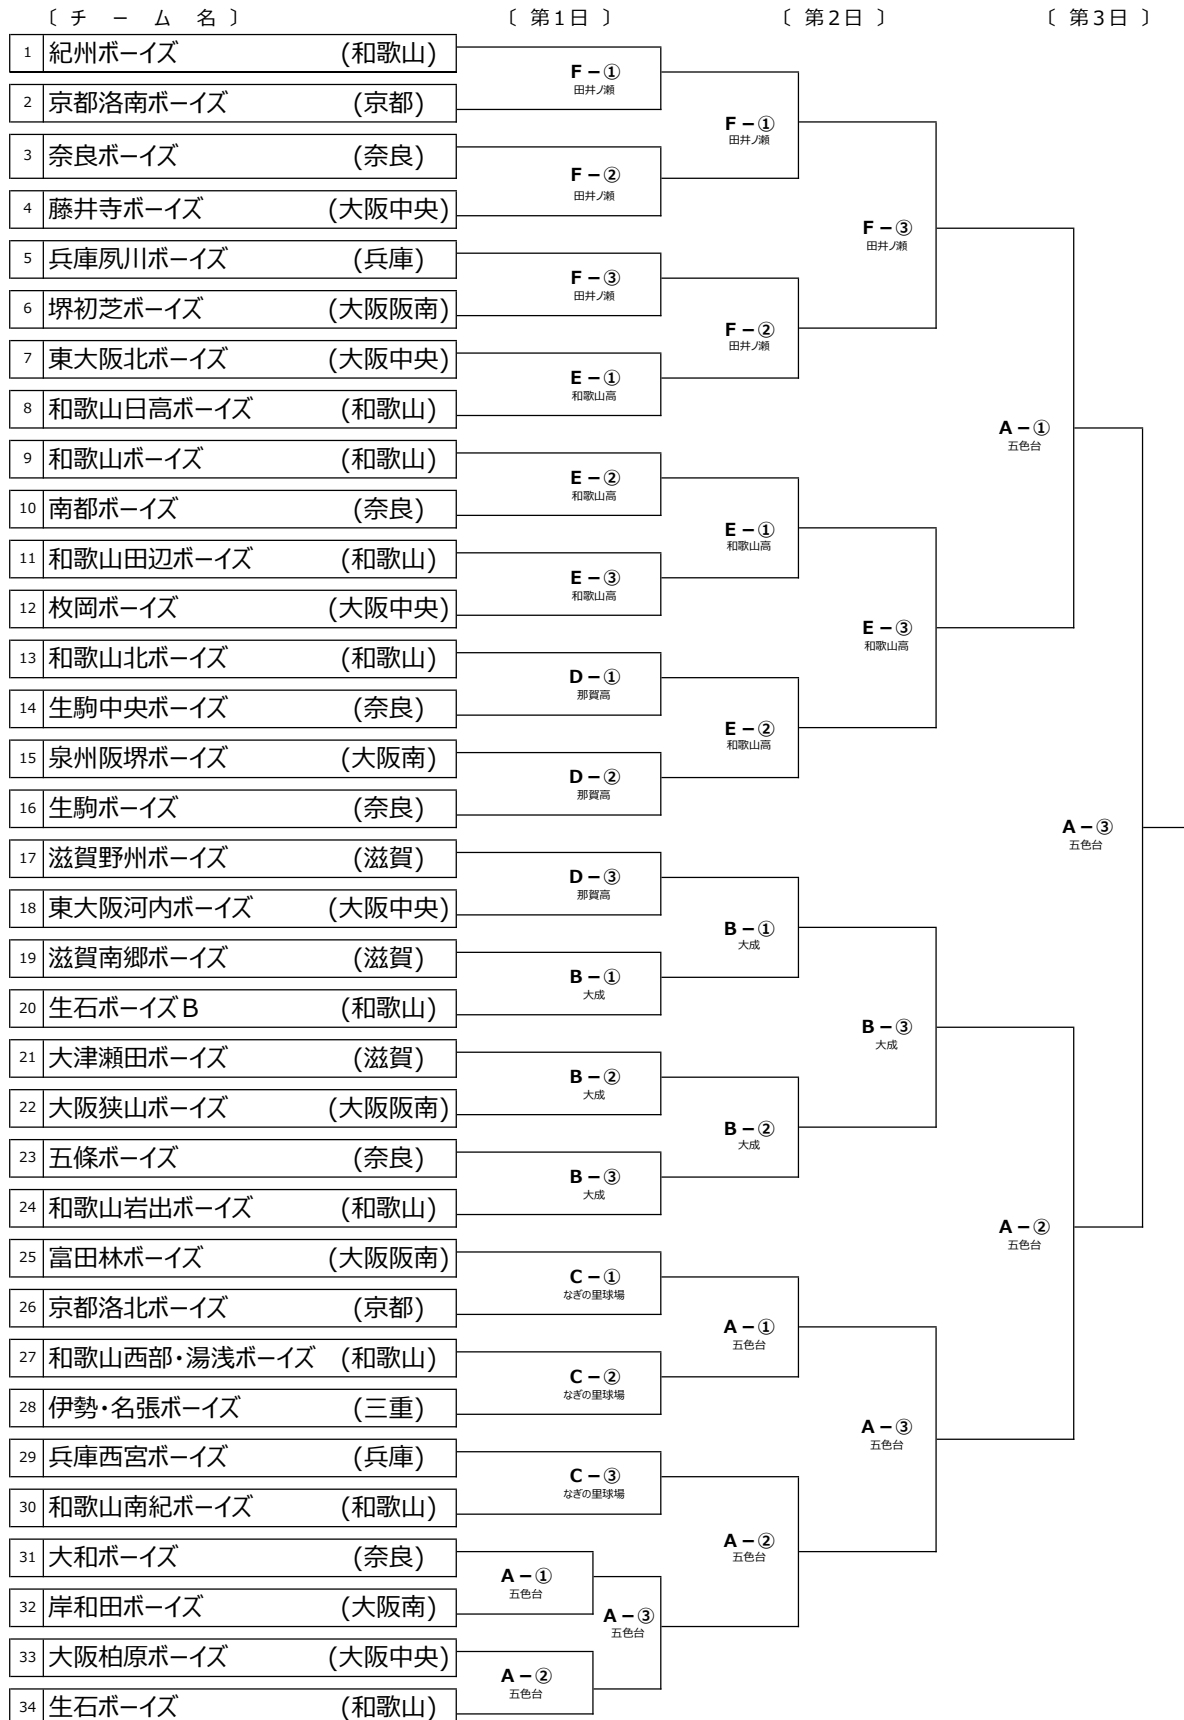 〔 チ ー ム 名 〕 〔 第1日 〕 〔 第2日 〕 〔 第3日 〕
1 紀州ボーイズ (和歌山)
F－①
田井ノ瀬
2 京都洛南ボーイズ (京都)
F－①
田井ノ瀬
3 奈良ボーイズ (奈良)
F－②
田井ノ瀬
4 藤井寺ボーイズ (大阪中央)
F－③
田井ノ瀬
5 兵庫夙川ボーイズ (兵庫)
F－③
田井ノ瀬
6 堺初芝ボーイズ (大阪阪南)
F－②
田井ノ瀬
7 東大阪北ボーイズ (大阪中央)
E－①
和歌山高
8 和歌山日高ボーイズ (和歌山)
A－①
五色台
9 和歌山ボーイズ (和歌山)
E－②
和歌山高
10 南都ボーイズ (奈良)
E－①
和歌山高
11 和歌山田辺ボーイズ (和歌山)
E－③
和歌山高
12 枚岡ボーイズ (大阪中央)
E－③
和歌山高
13 和歌山北ボーイズ (和歌山)
D－①
那賀高
14 生駒中央ボーイズ (奈良)
E－②
和歌山高
15 泉州阪堺ボーイズ (大阪南)
D－②
那賀高
16 生駒ボーイズ (奈良)
A－③
五色台
17 滋賀野州ボーイズ (滋賀)
D－③
那賀高
18 東大阪河内ボーイズ (大阪中央)
B－①
大成
19 滋賀南郷ボーイズ (滋賀)
B－①
大成
20 生石ボーイズB (和歌山)
B－③
大成
21 大津瀬田ボーイズ (滋賀)
B－②
大成
22 大阪狭山ボーイズ (大阪阪南)
B－②
大成
23 五條ボーイズ (奈良)
B－③
大成
24 和歌山岩出ボーイズ (和歌山)
A－②
五色台
25 富田林ボーイズ (大阪阪南)
C－①
なぎの里球場
26 京都洛北ボーイズ (京都)
A－①
五色台
27 和歌山西部・湯浅ボーイズ (和歌山)
C－②
なぎの里球場
28 伊勢・名張ボーイズ (三重)
A－③
五色台
29 兵庫西宮ボーイズ (兵庫)
C－③
なぎの里球場
30 和歌山南紀ボーイズ (和歌山)
A－②
五色台
31 大和ボーイズ (奈良)
A－①
五色台
32 岸和田ボーイズ (大阪南)
A－③
五色台
33 大阪柏原ボーイズ (大阪中央)
A－②
五色台
34 生石ボーイズ (和歌山)